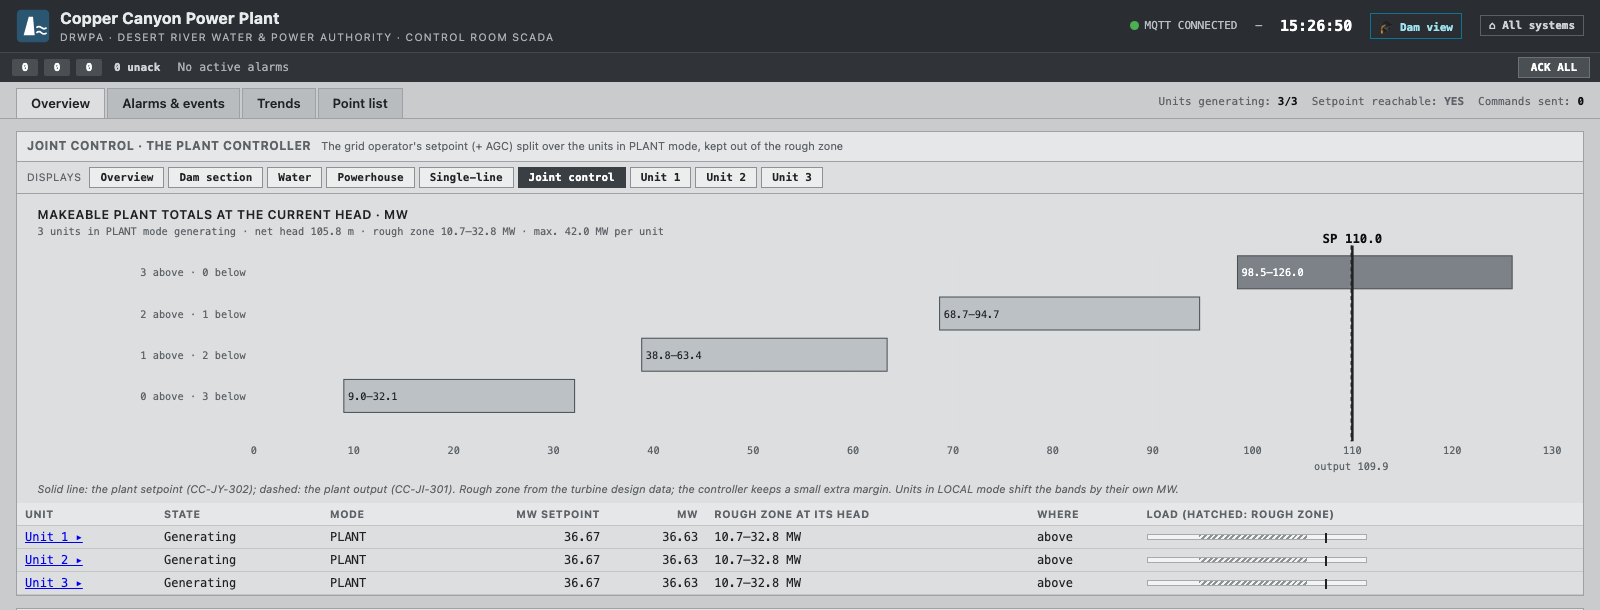 Copper Canyon Power Plant
DRWPA · DESERT RIVER WATER & POWER AUTHORITY · CONTROL ROOM SCADA
MQTT CONNECTED – 15:26:50 Dam view ⌂ All systems
0 0 0 0 unack No active alarms ACK ALL
Overview Alarms & events Trends Point list Units generating: 3/3 Setpoint reachable: YES Commands sent: 0
JOINT CONTROL · THE PLANT CONTROLLER The grid operator's setpoint (+ AGC) split over the units in PLANT mode, kept out of the rough zone
DISPLAYS Overview Dam section Water Powerhouse Single-line Joint control Unit 1 Unit 2 Unit 3
MAKEABLE PLANT TOTALS AT THE CURRENT HEAD · MW
3 units in PLANT mode generating · net head 105.8 m · rough zone 10.7–32.8 MW · max. 42.0 MW per unit
SP 110.0
3 above · 0 below 98.5–126.0
2 above · 1 below 68.7–94.7
1 above · 2 below 38.8–63.4
0 above · 3 below 9.0–32.1
0 10 20 30 40 50 60 70 80 90 100 110 120 130
output 109.9
Solid line: the plant setpoint (CC-JY-302); dashed: the plant output (CC-JI-301). Rough zone from the turbine design data; the controller keeps a small extra margin. Units in LOCAL mode shift the bands by their own MW.
UNIT STATE MODE MW SETPOINT MW ROUGH ZONE AT ITS HEAD WHERE LOAD (HATCHED: ROUGH ZONE)
Unit 1 ▸ Generating PLANT 36.67 36.63 10.7–32.8 MW above
Unit 2 ▸ Generating PLANT 36.67 36.63 10.7–32.8 MW above
Unit 3 ▸ Generating PLANT 36.67 36.63 10.7–32.8 MW above